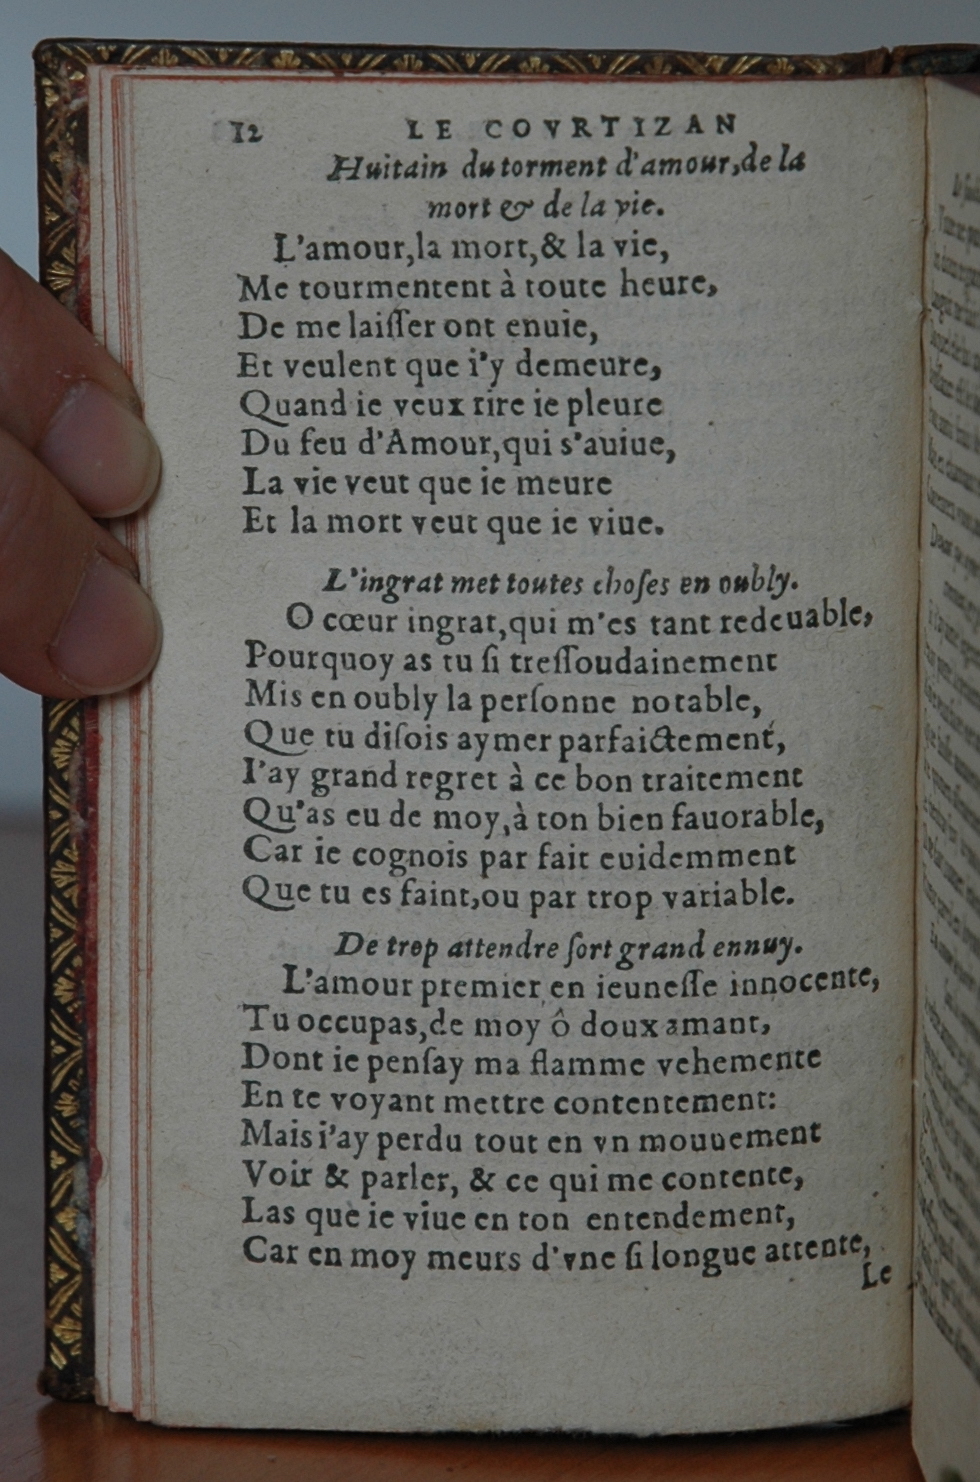 12 LE COVRTIZAN
Huitain du torment d'amour, de la
mort & de la vie.
L'amour, la mort, & la vie,
Me tourmentent à toute heure,
De me laiſſer ont enuie,
Et veulent que i'y demeure,
Quand ie veux rire ie pleure
Du feu d'Amour, qui s'auiue,
La vie veut que ie meure
Et la mort veut que ie viue.
L'ingrat met toutes choſes en oubly.
O cœur ingrat, qui m'es tant redeuable,
Pourquoy as tu ſi treſſoudainement
Mis en oubly la perſonne notable,
Que tu diſois aymer parfaictement,
I'ay grand regret à ce bon traitement
Qu'as eu de moy, à ton bien fauorable,
Car ie cognois par fait euidemment
Que tu es faint, ou par trop variable.
De trop attendre ſort grand ennuy.
L'amour premier en ieuneſſe innocente,
Tu occupas, de moy ô doux amant,
Dont ie penſay ma flamme vehemente
En te voyant mettre contentement:
Mais i'ay perdu tout en vn mouuement
Voir & parler, & ce qui me contente,
Las que ie viue en ton entendement,
Car en moy meurs d'vne ſi longue attente,
Le